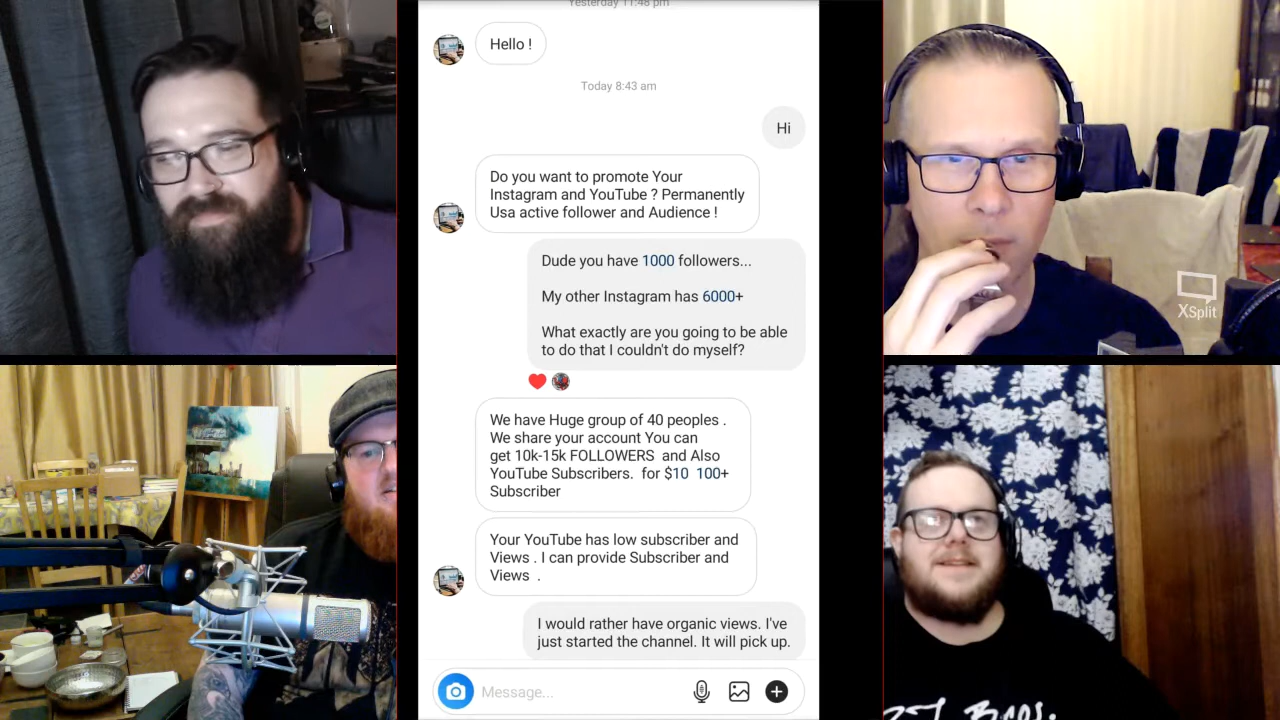 Yesterday 11:48 pm
Hello !
Today 8:43 am
Hi
Do you want to promote Your
Instagram and YouTube ? Permanently
Usa active follower and Audience !
Dude you have 1000 followers...
My other Instagram has 6000+
What exactly are you going to be able
to do that I couldn't do myself?
We have Huge group of 40 peoples .
We share your account You can
get 10k-15k FOLLOWERS and Also
YouTube Subscribers. for $10 100+
Subscriber
Your YouTube has low subscriber and
Views . I can provide Subscriber and
Views .
I would rather have organic views. I've
just started the channel. It will pick up.
Message...
XSplit
Bros.